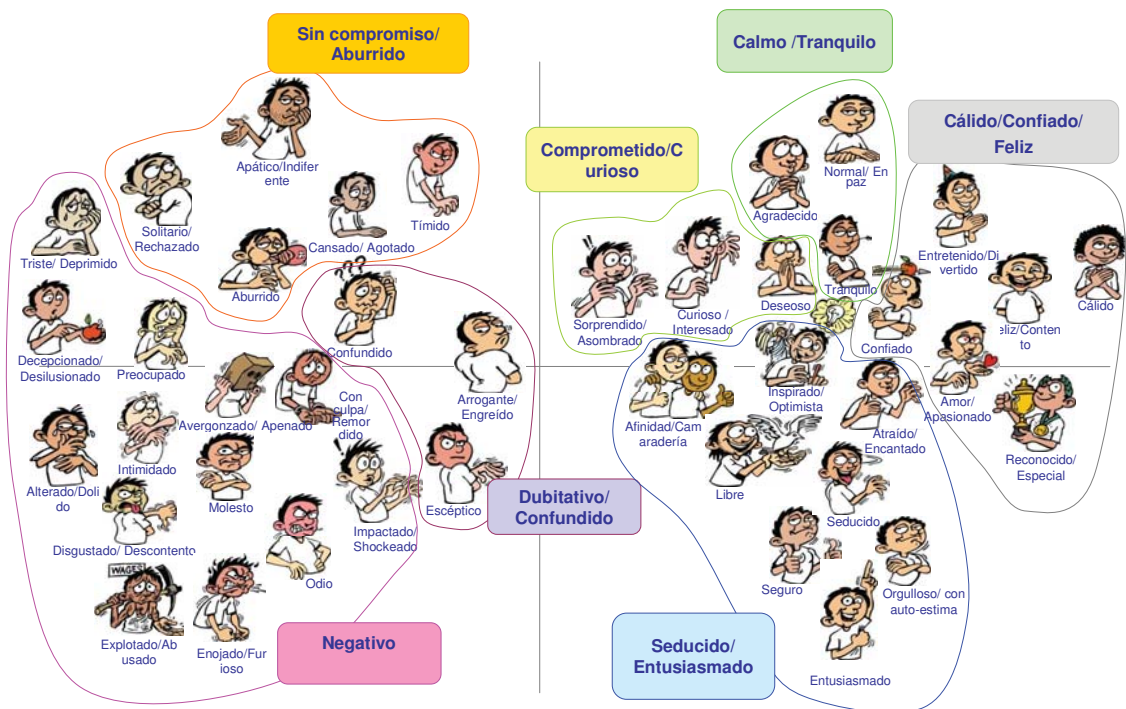 Sin compromiso/
Aburrido
Calmo /Tranquilo
Comprometido/C
urioso
Cálido/Confiado/
Feliz
Apático/Indifer
ente
Solitario/
Rechazado
Cansado/ Agotado
Tímido
Triste/ Deprimido
Aburrido
???
Decepcionado/
Desilusionado
Preocupado
Confundido
Arrogante/
Engreído
Avergonzado/ Apenado
Con
culpa/
Remor
dido
Alterado/Doli
do
Intimidado
Molesto
!
Impactado/
Shockeado
Escéptico
Dubitativo/
Confundido
Disgustado/ Descontento
Odio
WAGES
Explotado/Ab
usado
Enojado/Fur
ioso
Negativo
Normal/ En
paz
Agradecido
!!
Sorprendido/
Asombrado
Curioso /
Interesado
Deseoso
Tranquilo
Entretenido/Di
vertido
Cálido
eliz/Conten
to
Confiado
Afinidad/Cam
aradería
Inspirado/
Optimista
Atraído/
Encantado
Amor/
Apasionado
Reconocido/
Especial
Libre
Seducido
Seguro
Orgulloso/ con
auto-estima
Entusiasmado
Seducido/
Entusiasmado